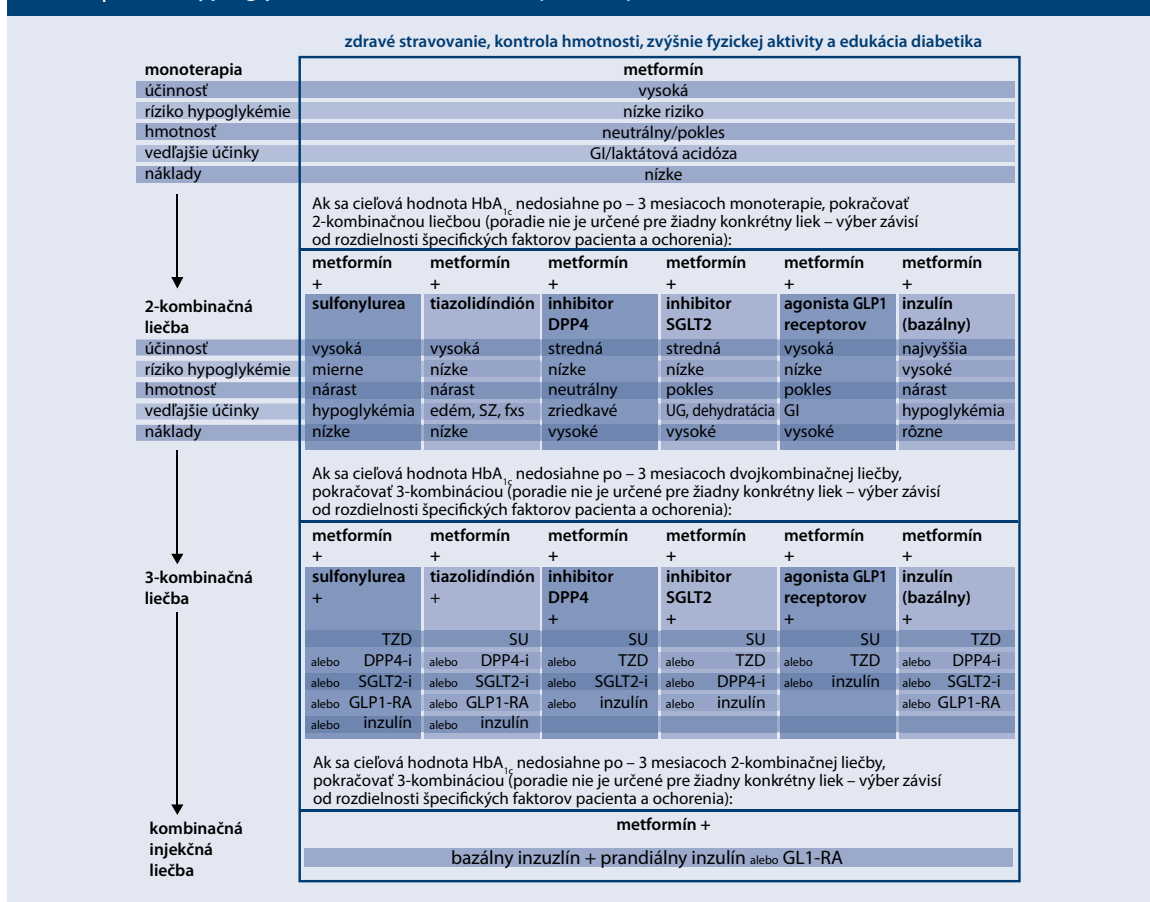 zdravé stravovanie, kontrola hmotnosti, zvýšnie fyzickej aktivity a edukácia diabetika
monoterapia metformín
účinnosť vysoká
ríziko hypoglykémie nízke riziko
hmotnosť neutrálny/pokles
vedľajšie účinky GI/laktátová acidóza
náklady nízke
Ak sa cieľová hodnota HbA1c nedosiahne po – 3 mesiacoch monoterapie, pokračovať
2-kombinačnou liečbou (poradie nie je určené pre žiadny konkrétny liek – výber závisí
od rozdielnosti špecifických faktorov pacienta a ochorenia):
metformín metformín metformín metformín metformín metformín
+ + + + + +
2-kombinačná sulfonylurea tiazolidíndión inhibitor inhibitor agonista GLP1 inzulín
liečba DPP4 SGLT2 receptorov (bazálny)
účinnosť vysoká vysoká stredná stredná vysoká najvyššia
ríziko hypoglykémie mierne nízke nízke nízke nízke vysoké
hmotnosť nárast nárast neutrálny pokles pokles nárast
vedľajšie účinky hypoglykémia edém, SZ, fxs zriedkavé UG, dehydratácia GI hypoglykémia
náklady nízke nízke vysoké vysoké vysoké rôzne
Ak sa cieľová hodnota HbA1c nedosiahne po – 3 mesiacoch dvojkombinačnej liečby,
pokračovať 3-kombináciou (poradie nie je určené pre žiadny konkrétny liek – výber závisí
od rozdielnosti špecifických faktorov pacienta a ochorenia):
metformín metformín metformín metformín metformín metformín
+ + + + + +
3-kombinačná sulfonylurea tiazolidíndión inhibitor inhibitor agonista GLP1 inzulín
liečba + + DPP4 SGLT2 receptorov (bazálny)
+ + + +
TZD SU SU SU SU TZD
alebo DPP4-i alebo DPP4-i alebo TZD alebo TZD alebo TZD alebo DPP4-i
alebo SGLT2-i alebo SGLT2-i alebo SGLT2-i alebo DPP4-i alebo inzulín alebo SGLT2-i
alebo GLP1-RA alebo GLP1-RA alebo inzulín alebo inzulín alebo GLP1-RA
alebo inzulín alebo inzulín
Ak sa cieľová hodnota HbA1c nedosiahne po – 3 mesiacoch 2-kombinačnej liečby,
pokračovať 3-kombináciou (poradie nie je určené pre žiadny konkrétny liek – výber závisí
od rozdielnosti špecifických faktorov pacienta a ochorenia):
kombinačná metformín +
injekčná
liečba bazálny inzuzlín + prandiálny inzulín alebo GL1-RA